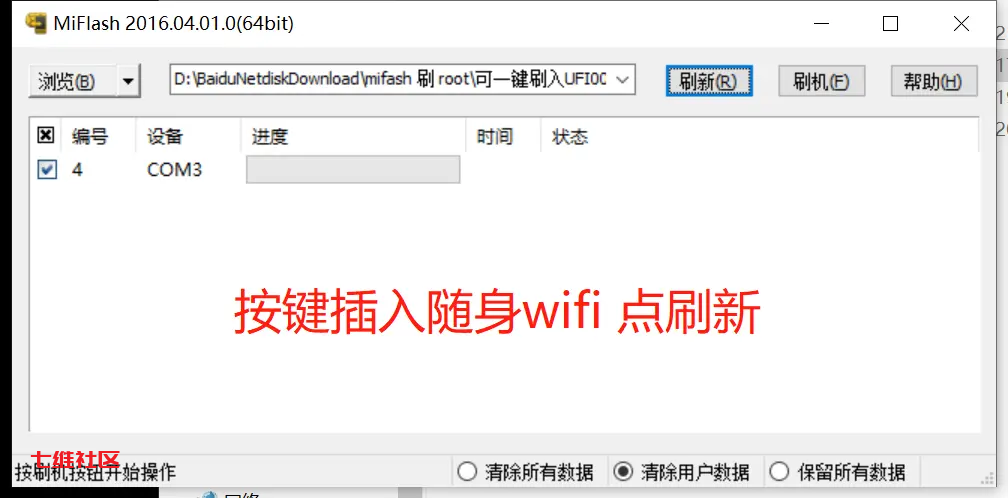 MiFlash 2016.04.01.0(64bit)
浏览(B) D:\BaiduNetdiskDownload\mifash 刷 root\可一键刷入UFI00 刷新(R) 刷机(F) 帮助(H)
编号 设备 进度 时间 状态
4 COM3
按键插入随身wifi 点刷新
七维社区
按刷机按钮开始操作 清除所有数据 清除用户数据 保留所有数据
网络